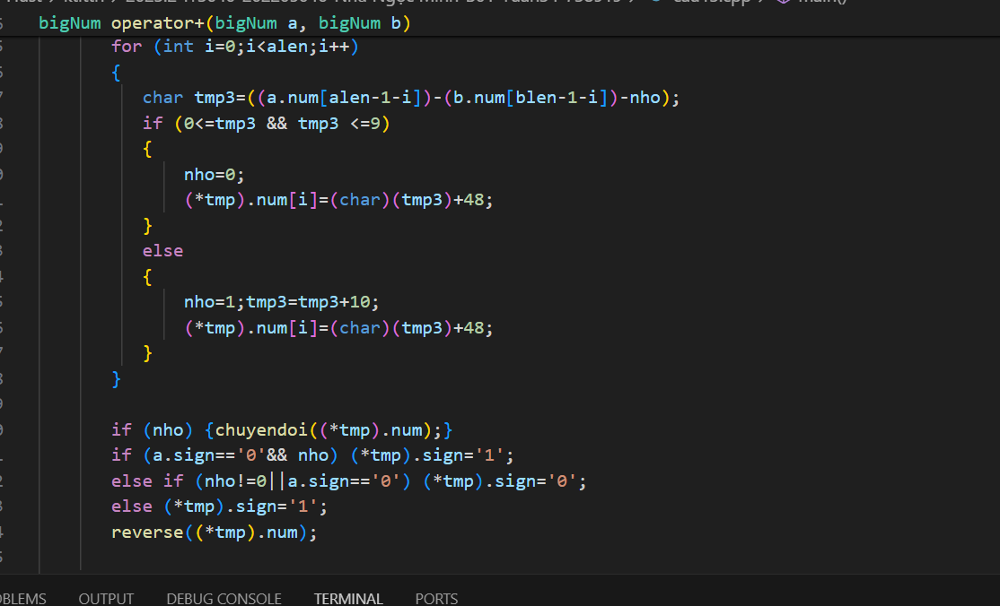 bigNum operator+(bigNum a, bigNum b)
for (int i=0;i<alen;i++)
{
char tmp3=((a.num[alen-1-i])-(b.num[blen-1-i])-nho);
if (0<=tmp3 && tmp3 <=9)
{
nho=0;
(*tmp).num[i]=(char)(tmp3)+48;
}
else
{
nho=1;tmp3=tmp3+10;
(*tmp).num[i]=(char)(tmp3)+48;
}
}
if (nho) {chuyendoi((*tmp).num);}
if (a.sign=='0'&& nho) (*tmp).sign='1';
else if (nho!=0||a.sign=='0') (*tmp).sign='0';
else (*tmp).sign='1';
reverse((*tmp).num);
OUTPUT DEBUG CONSOLE TERMINAL PORTS